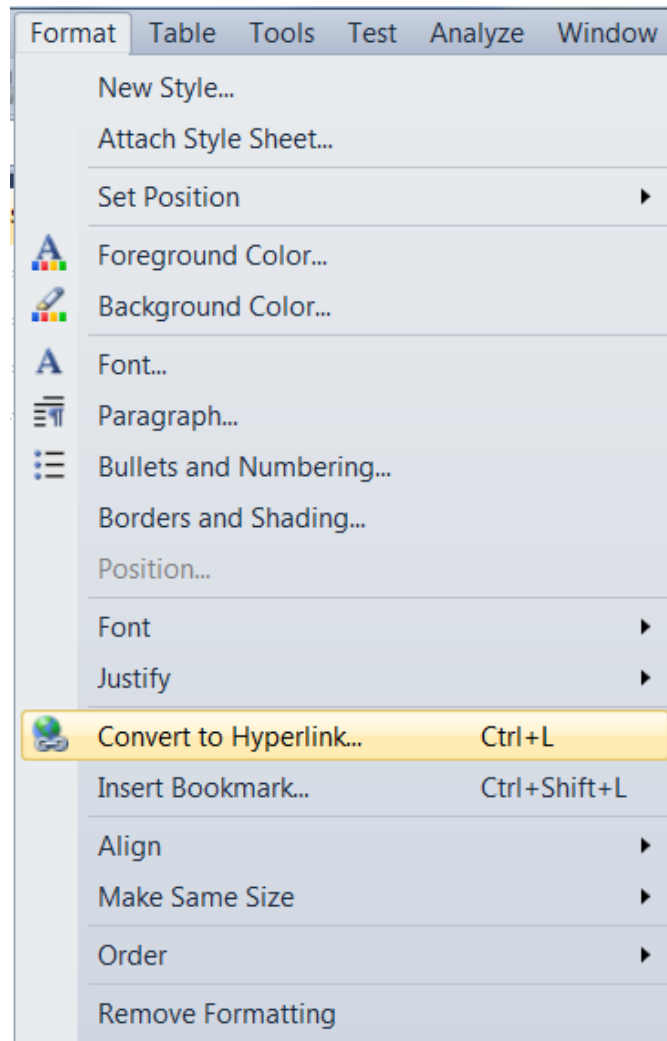 Format Table Tools Test Analyze Window
New Style...
Attach Style Sheet...
Set Position
Foreground Color...
Background Color...
Font...
Paragraph...
Bullets and Numbering...
Borders and Shading...
Position...
Font
Justify
Convert to Hyperlink... Ctrl+L
Insert Bookmark... Ctrl+Shift+L
Align
Make Same Size
Order
Remove Formatting